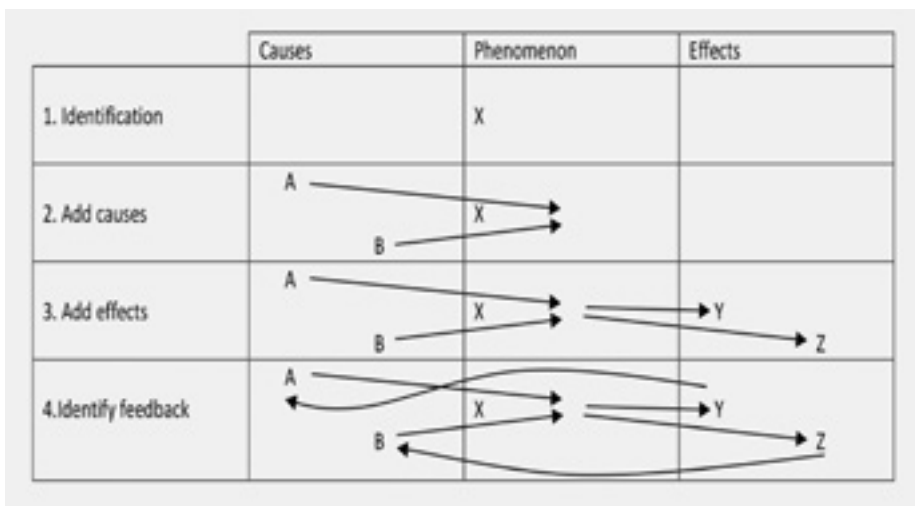 Causes Phenomenon Effects
1. Identification X
A
2. Add causes X
B
A
3. Add effects X Y
B Z
A
4.Identify feedback X Y
B Z